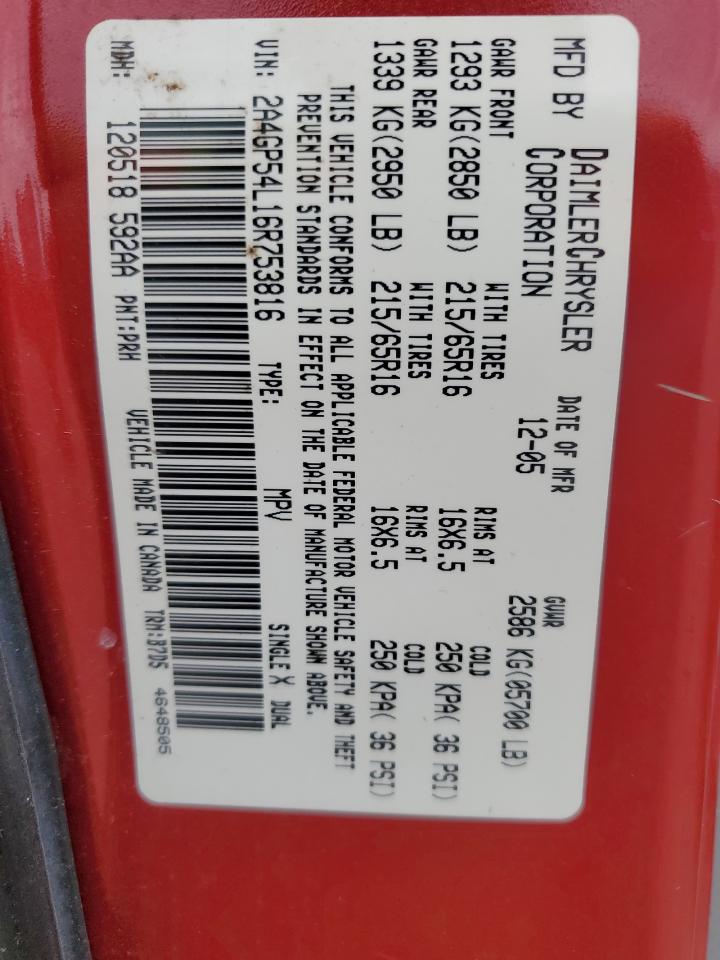 MFD BY DAIMLERCHRYSLER CORPORATION DATE OF MFR 12-05 GVWR 2586 KG(05700 LB)
GAWR FRONT WITH TIRES RIMS AT COLD
1293 KG(2850 LB) 215/65R16 16X6.5 250 KPA( 36 PSI)
GAWR REAR WITH TIRES RIMS AT COLD
1339 KG(2950 LB) 215/65R16 16X6.5 250 KPA( 36 PSI)
THIS VEHICLE CONFORMS TO ALL APPLICABLE FEDERAL MOTOR VEHICLE SAFETY AND THEFT
PREVENTION STANDARDS IN EFFECT ON THE DATE OF MANUFACTURE SHOWN ABOVE.
VIN: 2A4GP54L16R753816 TYPE: MPV SINGLE X DUAL
MDH: 120518 592AA PNT:PRH VEHICLE MADE IN CANADA TRM:B7D5 4648505